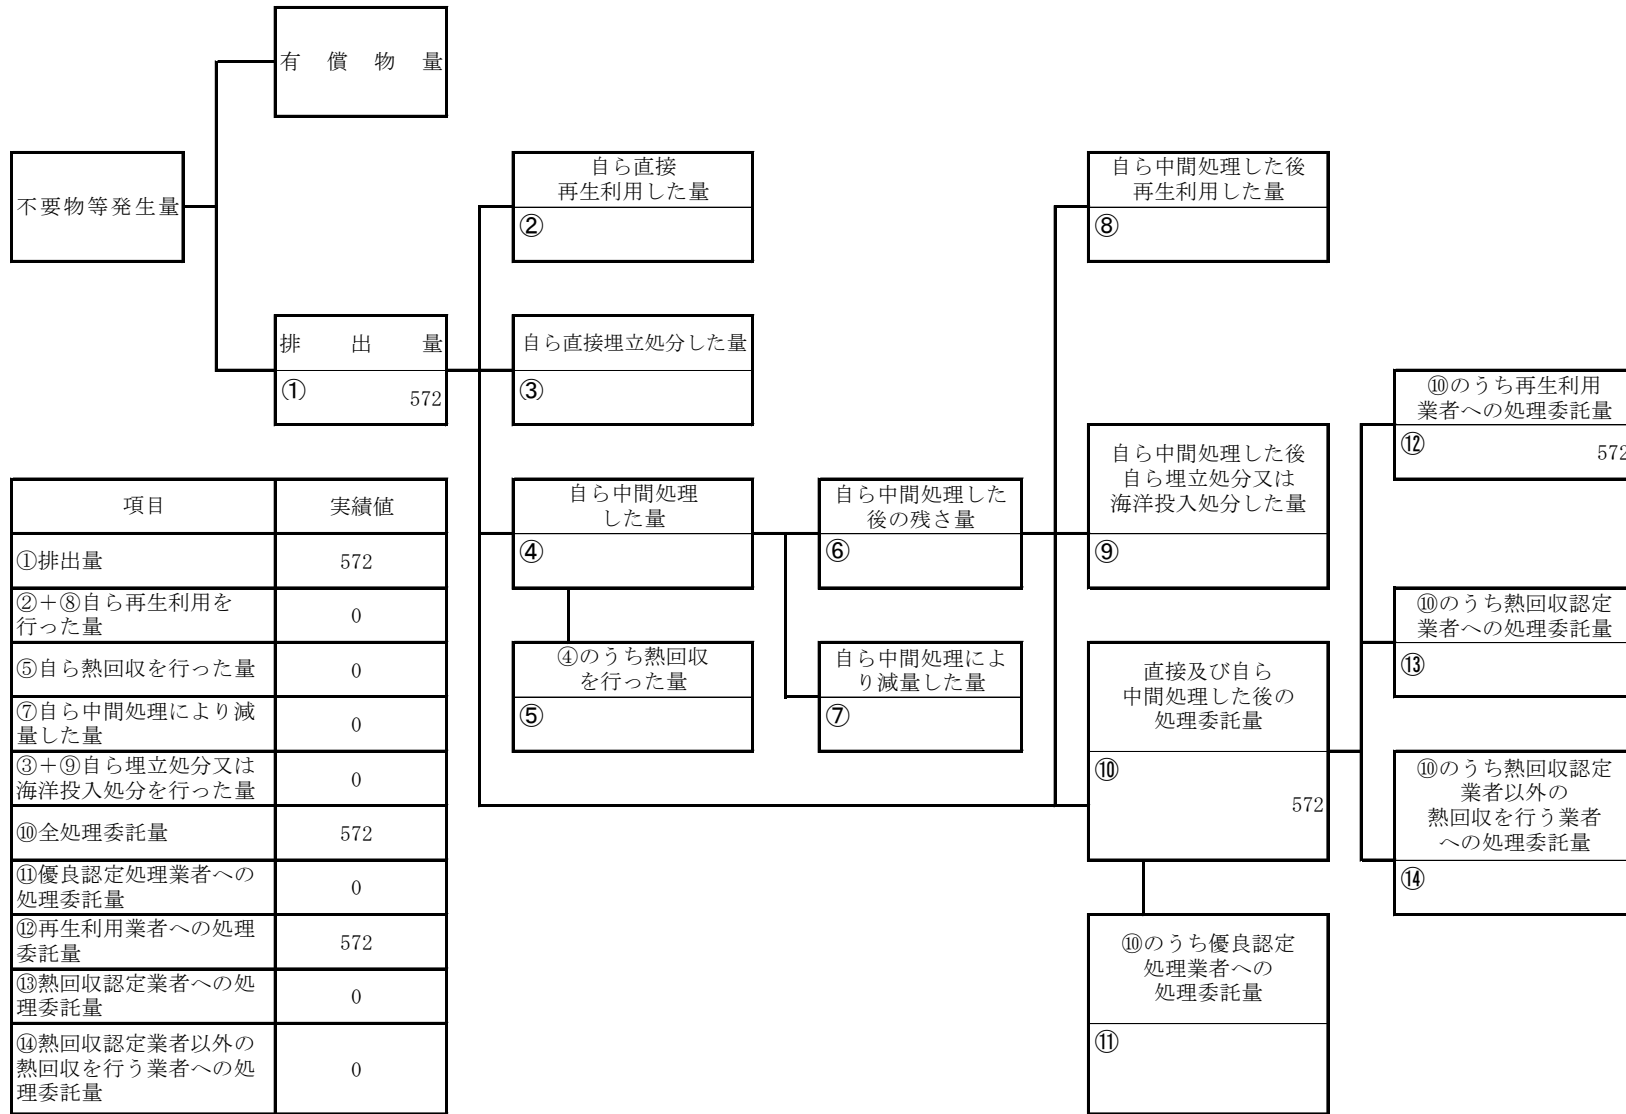 有償物量
不要物等発生量
排出量
①
572
自ら直接
再生利用した量
②
自ら直接埋立処分した量
③
自ら中間処理
した量
④
④のうち熱回収
を行った量
⑤
自ら中間処理した
後の残さ量
⑥
自ら中間処理によ
り減量した量
⑦
自ら中間処理した後
再生利用した量
⑧
自ら中間処理した後
自ら埋立処分又は
海洋投入処分した量
⑨
直接及び自ら
中間処理した後の
処理委託量
⑩
572
⑩のうち優良認定
処理業者への
処理委託量
⑪
⑩のうち再生利用
業者への処理委託量
⑫
572
⑩のうち熱回収認定
業者への処理委託量
⑬
⑩のうち熱回収認定
業者以外の
熱回収を行う業者
への処理委託量
⑭
項目 実績値
①排出量 572
②+⑧自ら再生利用を
行った量 0
⑤自ら熱回収を行った量 0
⑦自ら中間処理により減
量した量 0
③+⑨自ら埋立処分又は
海洋投入処分を行った量 0
⑩全処理委託量 572
⑪優良認定処理業者への
処理委託量 0
⑫再生利用業者への処理
委託量 572
⑬熱回収認定業者への処
理委託量 0
⑭熱回収認定業者以外の
熱回収を行う業者への処
理委託量 0